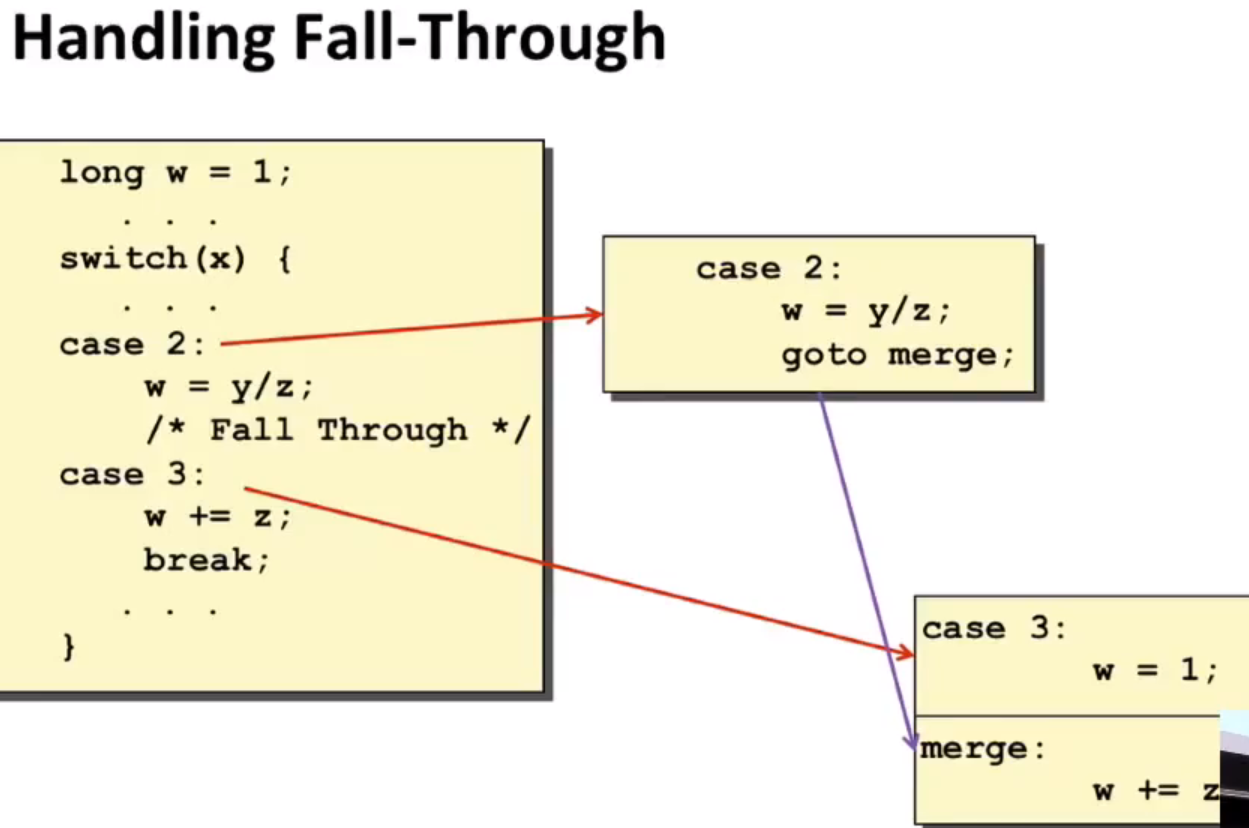 Handling Fall-Through
long w = 1;
. . .
switch(x) {
. . .
case 2:
w = y/z;
/* Fall Through */
case 3:
w += z;
break;
. . .
}
case 2:
w = y/z;
goto merge;
case 3:
w = 1;
merge:
w += z